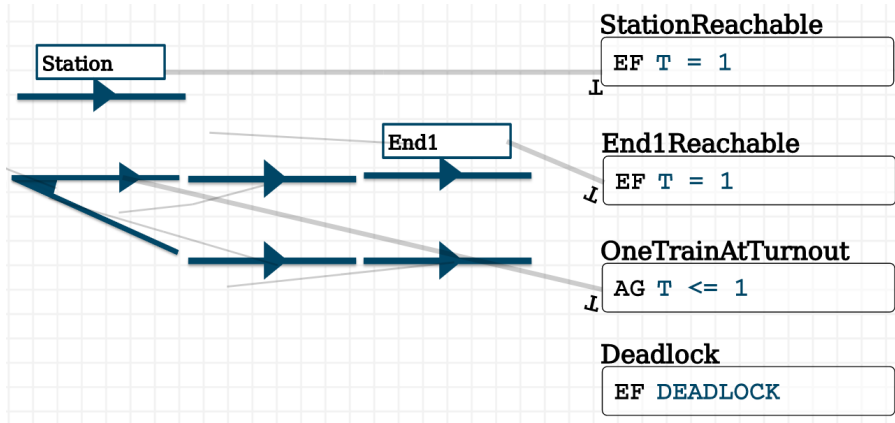 StationReachable
Station
EF T = 1
T
End1Reachable
End1
EF T = 1
T
OneTrainAtTurnout
AG T <= 1
T
Deadlock
EF DEADLOCK